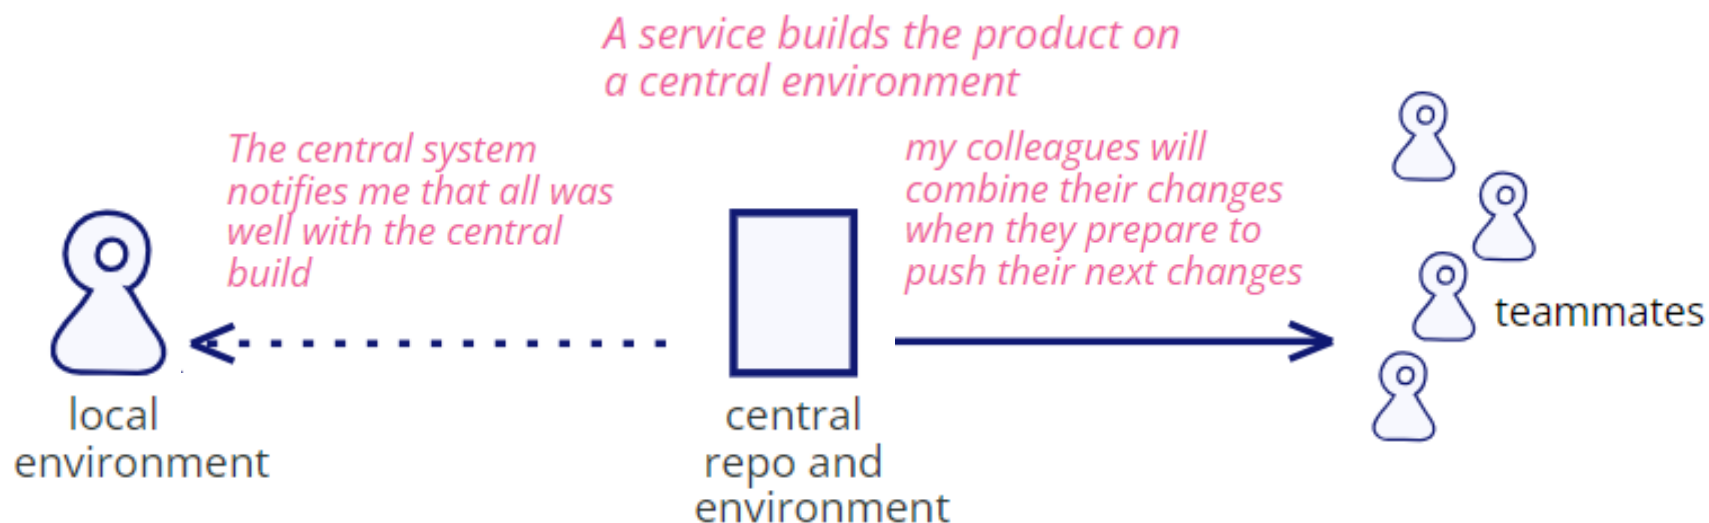 A service builds the product on
a central environment
The central system
notifies me that all was
well with the central
build
my colleagues will
combine their changes
when they prepare to
push their next changes
teammates
local
environment
central
repo and
environment